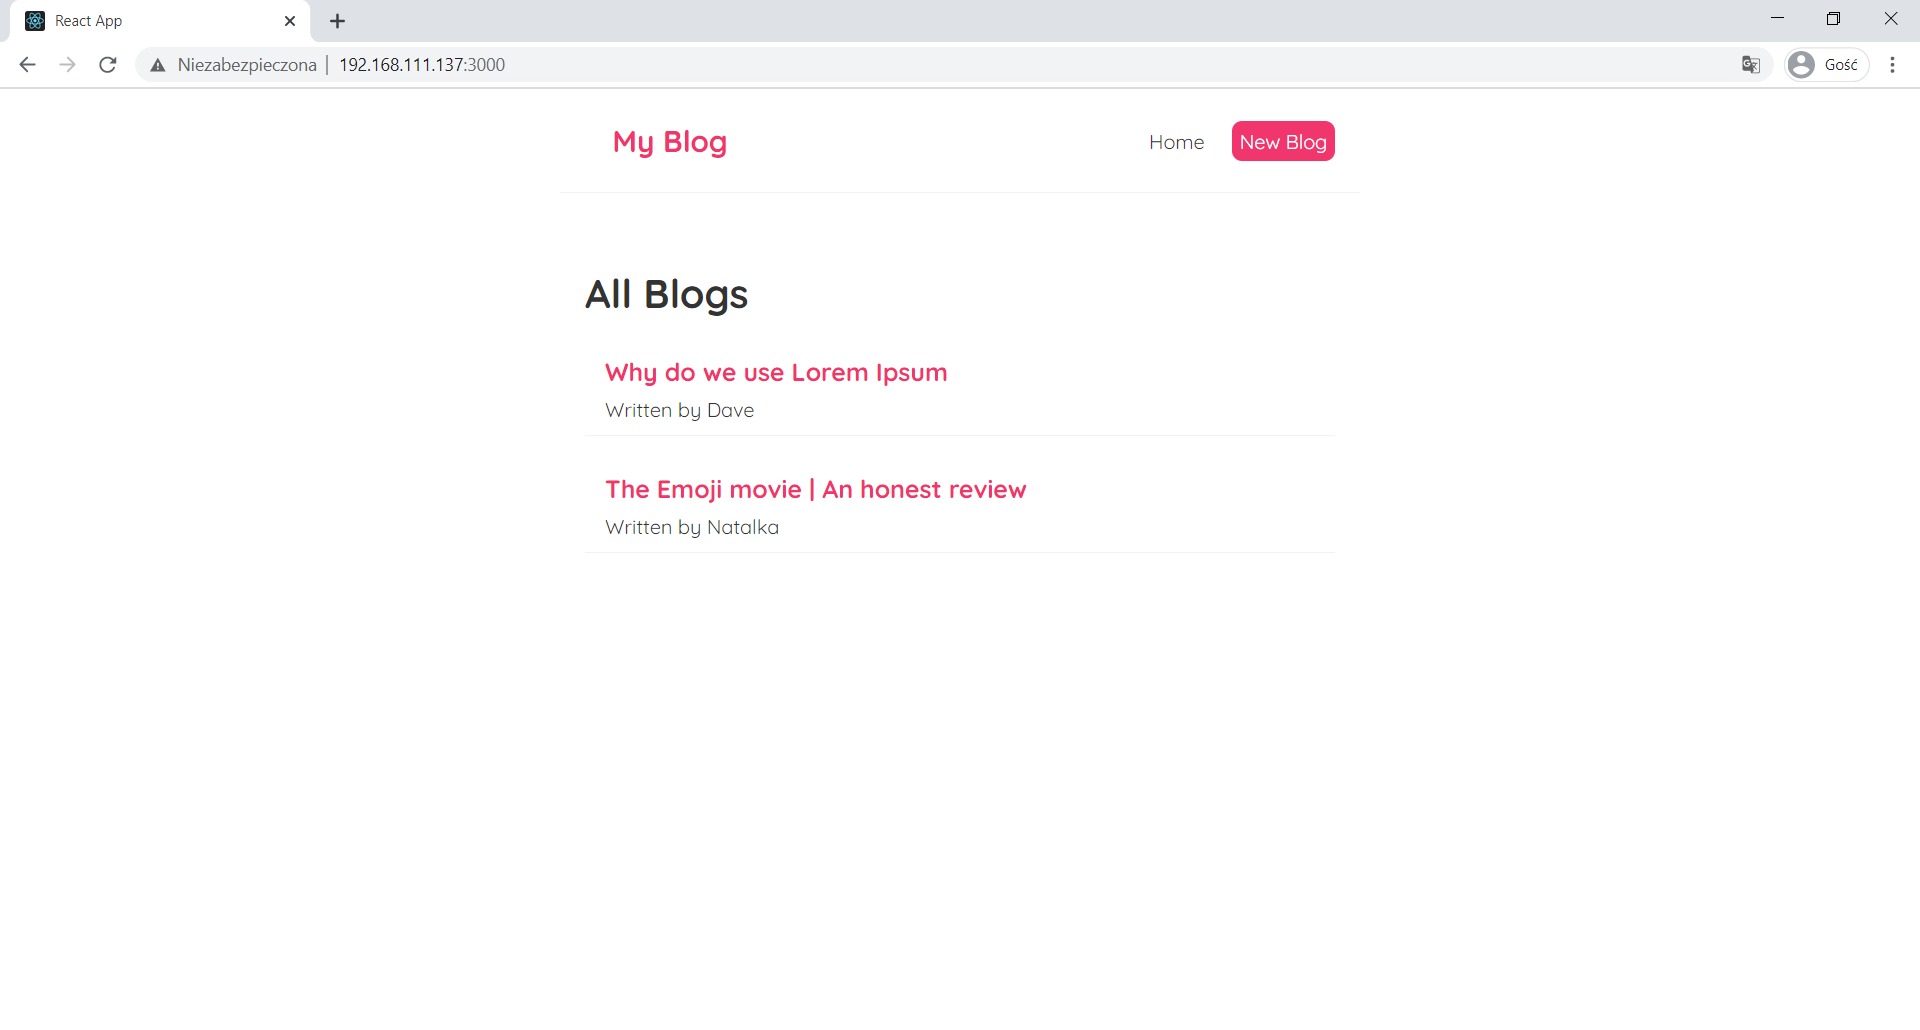 React App
Niezabezpieczona | 192.168.111.137:3000
Gość
My Blog
Home
New Blog
All Blogs
Why do we use Lorem Ipsum
Written by Dave
The Emoji movie | An honest review
Written by Natalka